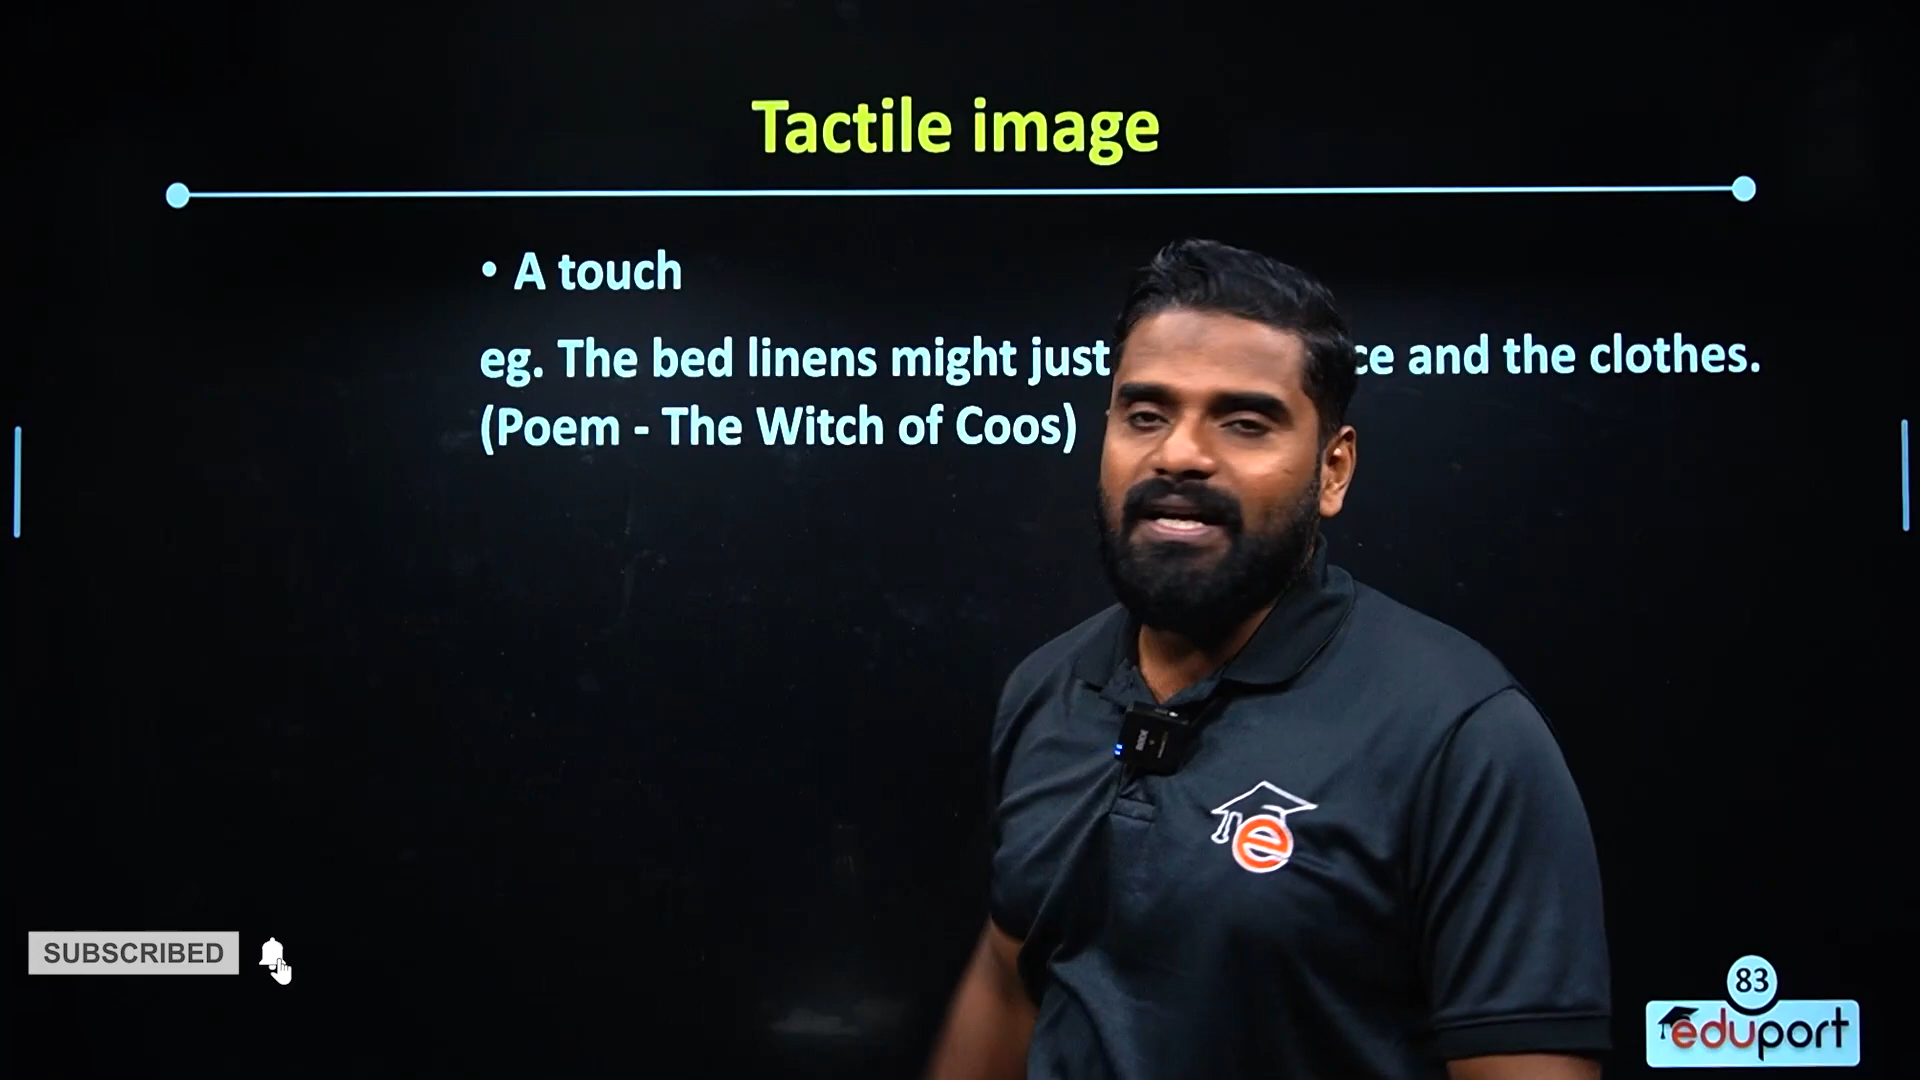 Tactile image
• A touch
eg. The bed linens might just ce and the clothes.
(Poem - The Witch of Coos)
SUBSCRIBED
83
eduport
e
RODE